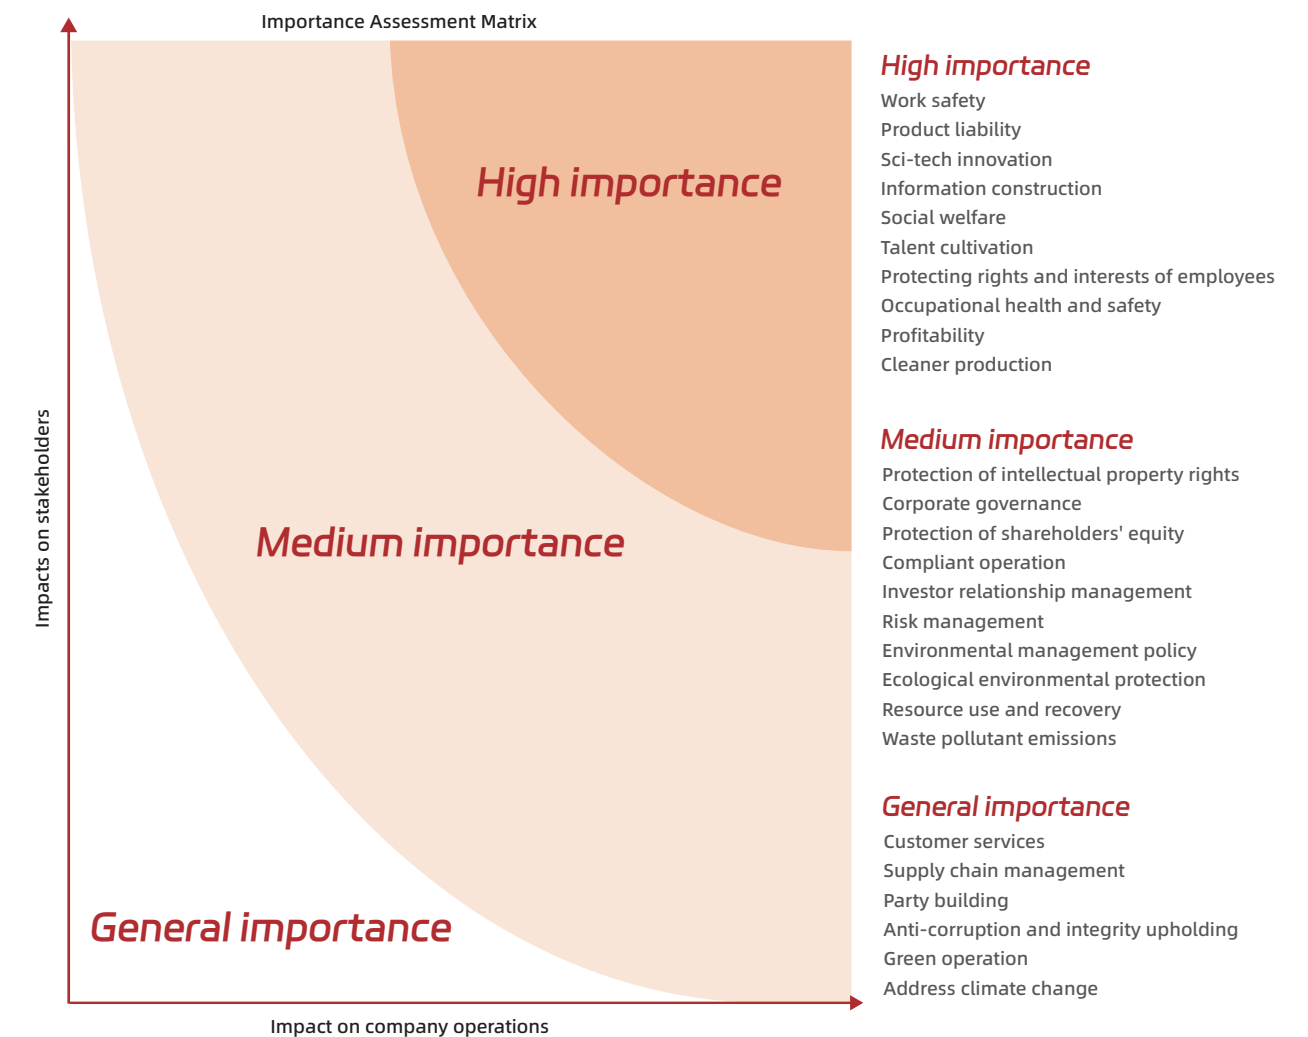 Importance Assessment Matrix
Impacts on stakeholders
High importance
Medium importance
General importance
Impact on company operations
High importance
Work safety
Product liability
Sci-tech innovation
Information construction
Social welfare
Talent cultivation
Protecting rights and interests of employees
Occupational health and safety
Profitability
Cleaner production
Medium importance
Protection of intellectual property rights
Corporate governance
Protection of shareholders' equity
Compliant operation
Investor relationship management
Risk management
Environmental management policy
Ecological environmental protection
Resource use and recovery
Waste pollutant emissions
General importance
Customer services
Supply chain management
Party building
Anti-corruption and integrity upholding
Green operation
Address climate change